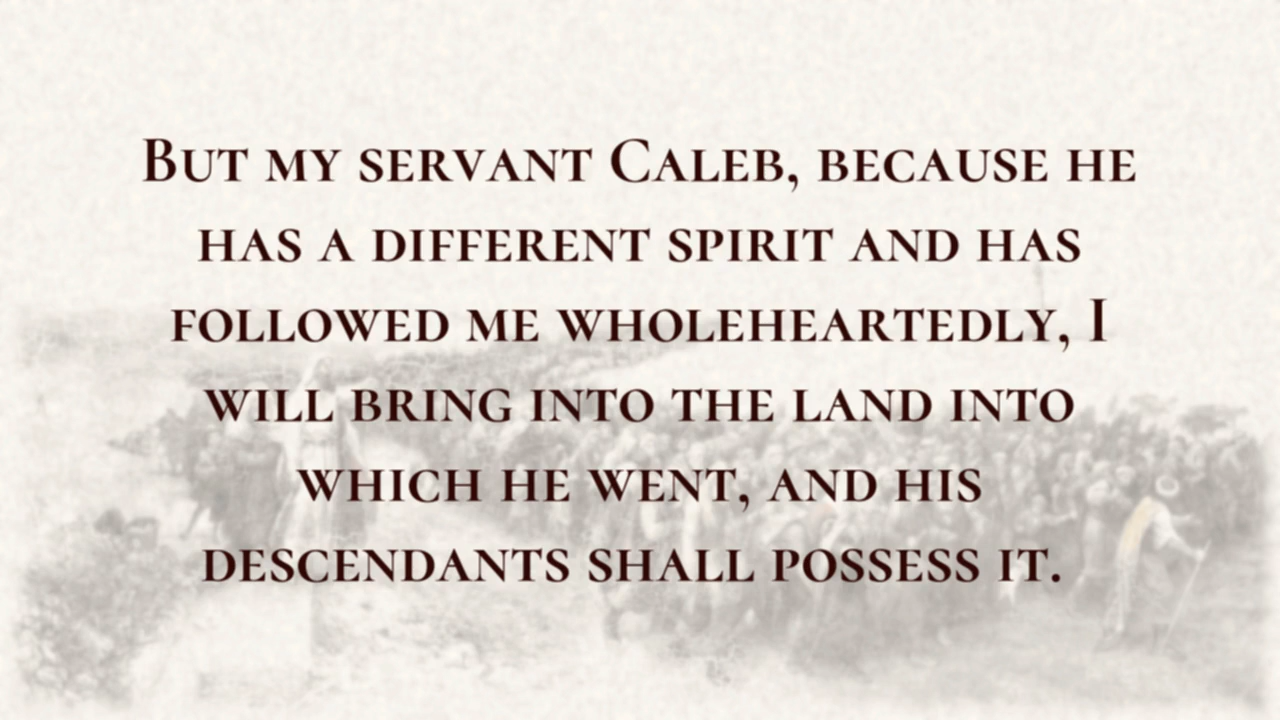 But my servant Caleb, because he
has a different spirit and has
followed me wholeheartedly, I
will bring into the land into
which he went, and his
descendants shall possess it.